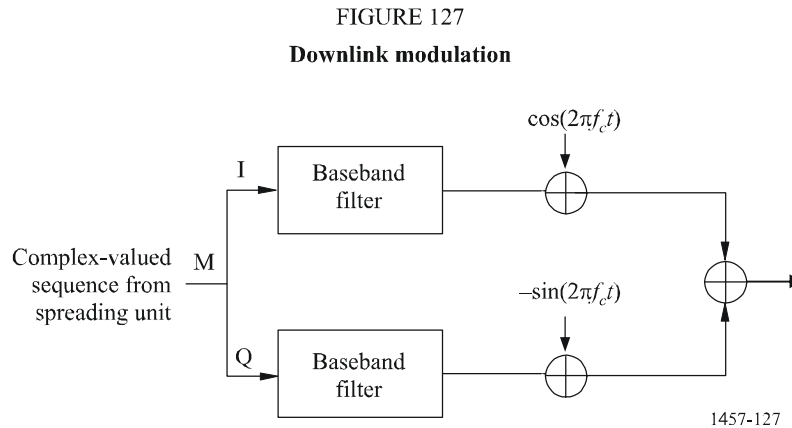 FIGURE 127
Downlink modulation
cos(2πf_ct)
I
Baseband
filter
Complex-valued
sequence from
spreading unit
M
–sin(2πf_ct)
Q
Baseband
filter
1457-127